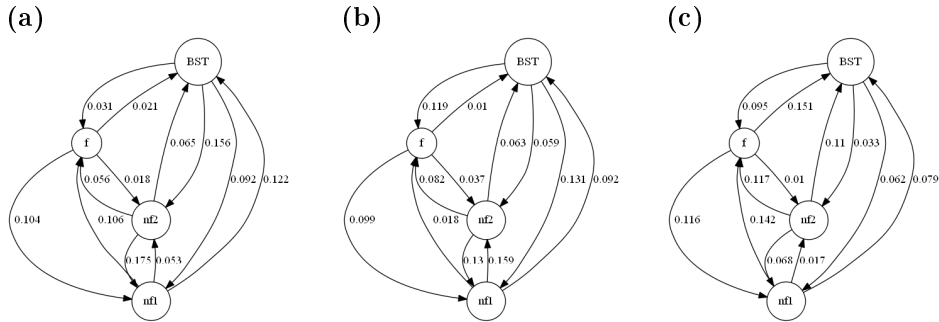 (a) (b) (c)
BST BST BST
0.031 0.021 0.119 0.01 0.095 0.151
f f f
0.065 0.156 0.063 0.059 0.11 0.033
0.056 0.018 0.092 0.122 0.082 0.037 0.131 0.092 0.117 0.01 0.062 0.079
0.104 0.106 nf2 0.099 0.018 nf2 0.116 0.142 nf2
0.175 0.053 0.13 0.159 0.068 0.017
nf1 nf1 nf1